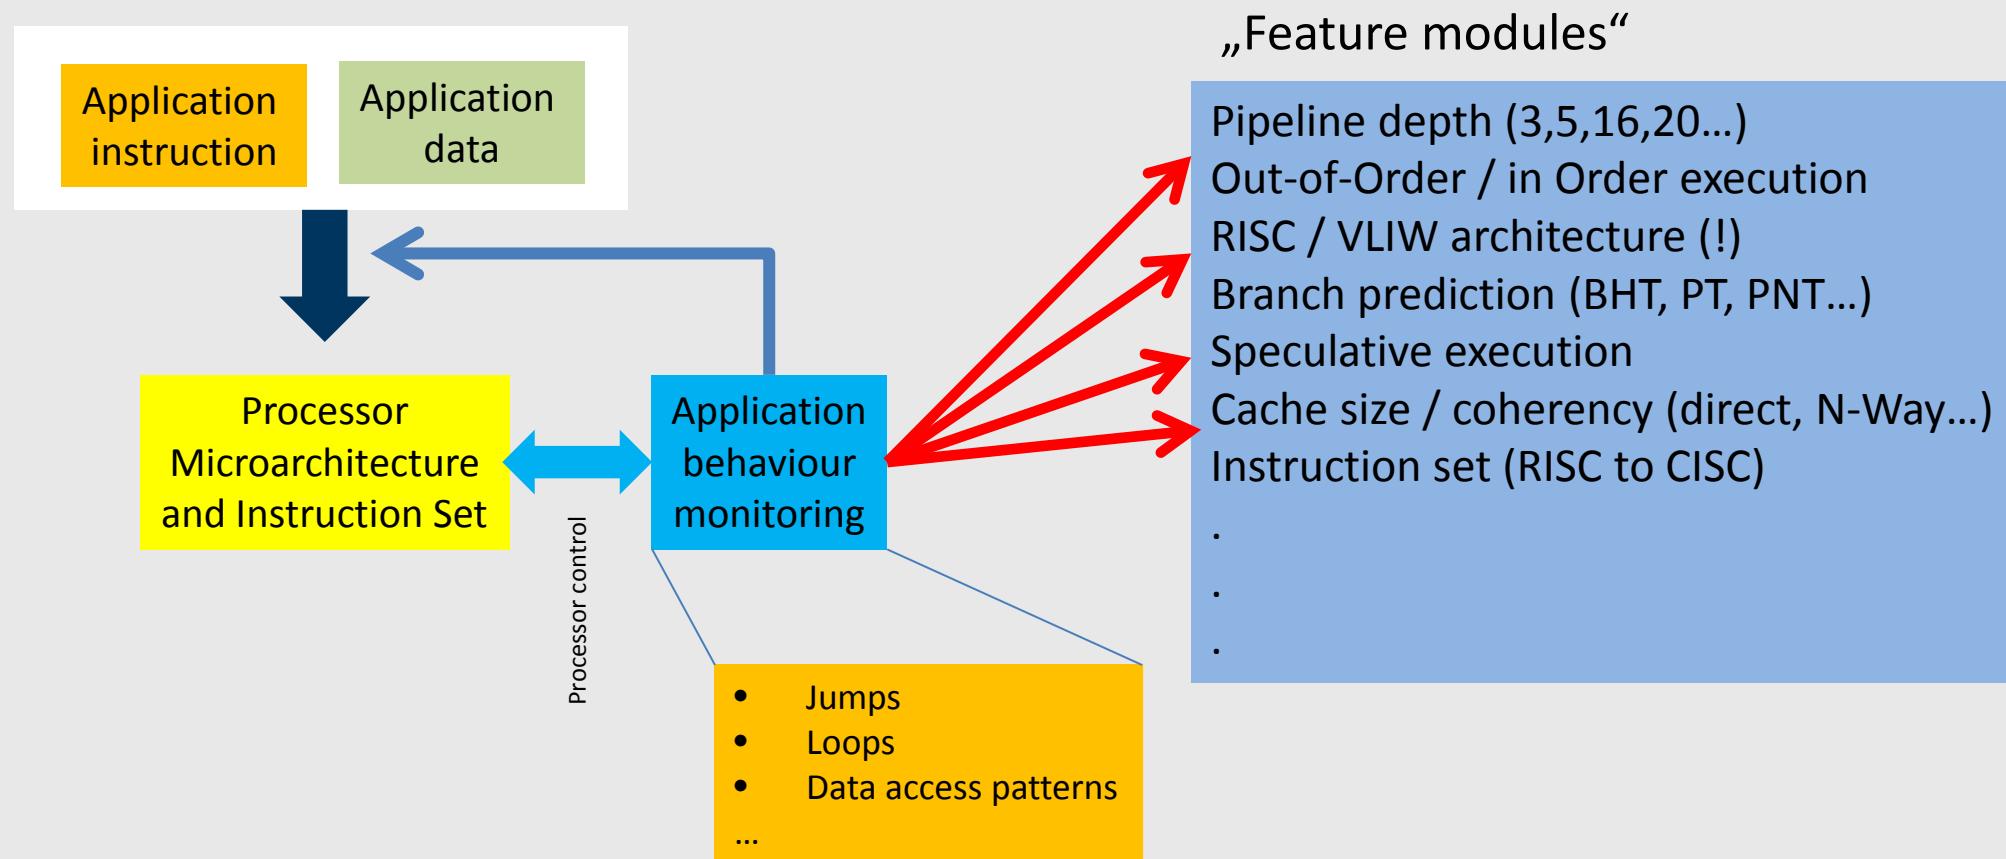 „Feature modules“
Application
instruction
Application
data
Pipeline depth (3,5,16,20…)
Out-of-Order / in Order execution
RISC / VLIW architecture (!)
Branch prediction (BHT, PT, PNT…)
Speculative execution
Cache size / coherency (direct, N-Way…)
Instruction set (RISC to CISC)
.
.
.
Processor
Microarchitecture
and Instruction Set
Processor control
Application
behaviour
monitoring
• Jumps
• Loops
• Data access patterns
…